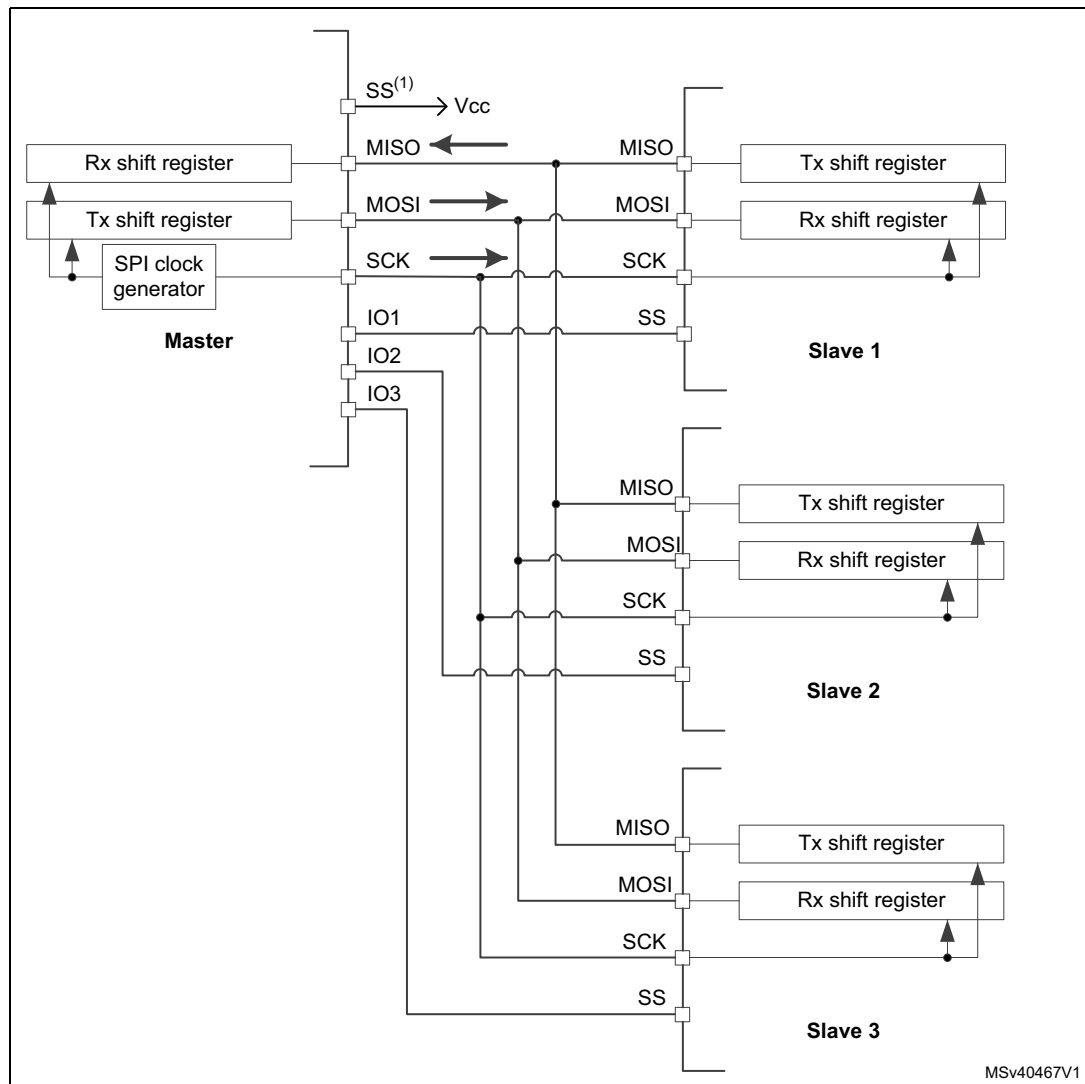 SS(1)
Vcc
MISO
MISO
Rx shift register
Tx shift register
MOSI
MOSI
Tx shift register
Rx shift register
SCK
SCK
SPI clock
generator
IO1
SS
Master
Slave 1
IO2
IO3
MISO
Tx shift register
MOSI
Rx shift register
SCK
SS
Slave 2
MISO
Tx shift register
MOSI
Rx shift register
SCK
SS
Slave 3
MSv40467V1